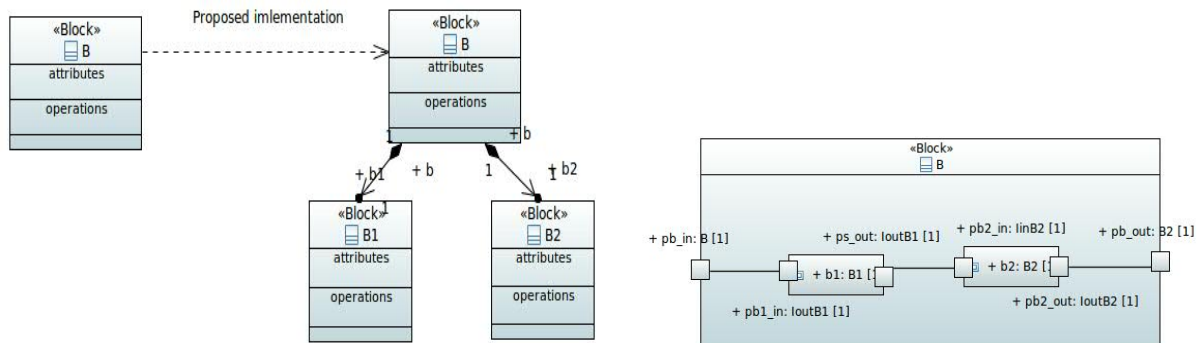 Proposed imlementation
«Block»
B
attributes
operations
«Block»
B
attributes
operations
1
+ b
+ b1
+ b
1
1
+ b2
1
«Block»
B1
attributes
operations
«Block»
B2
attributes
operations
«Block»
B
+ pb_in: B [1]
+ ps_out: IoutB1 [1]
+ pb2_in: IinB2 [1]
+ pb_out: B2 [1]
+ b1: B1 [1
+ b2: B2 [1
+ pb1_in: IoutB1 [1]
+ pb2_out: IoutB2 [1]